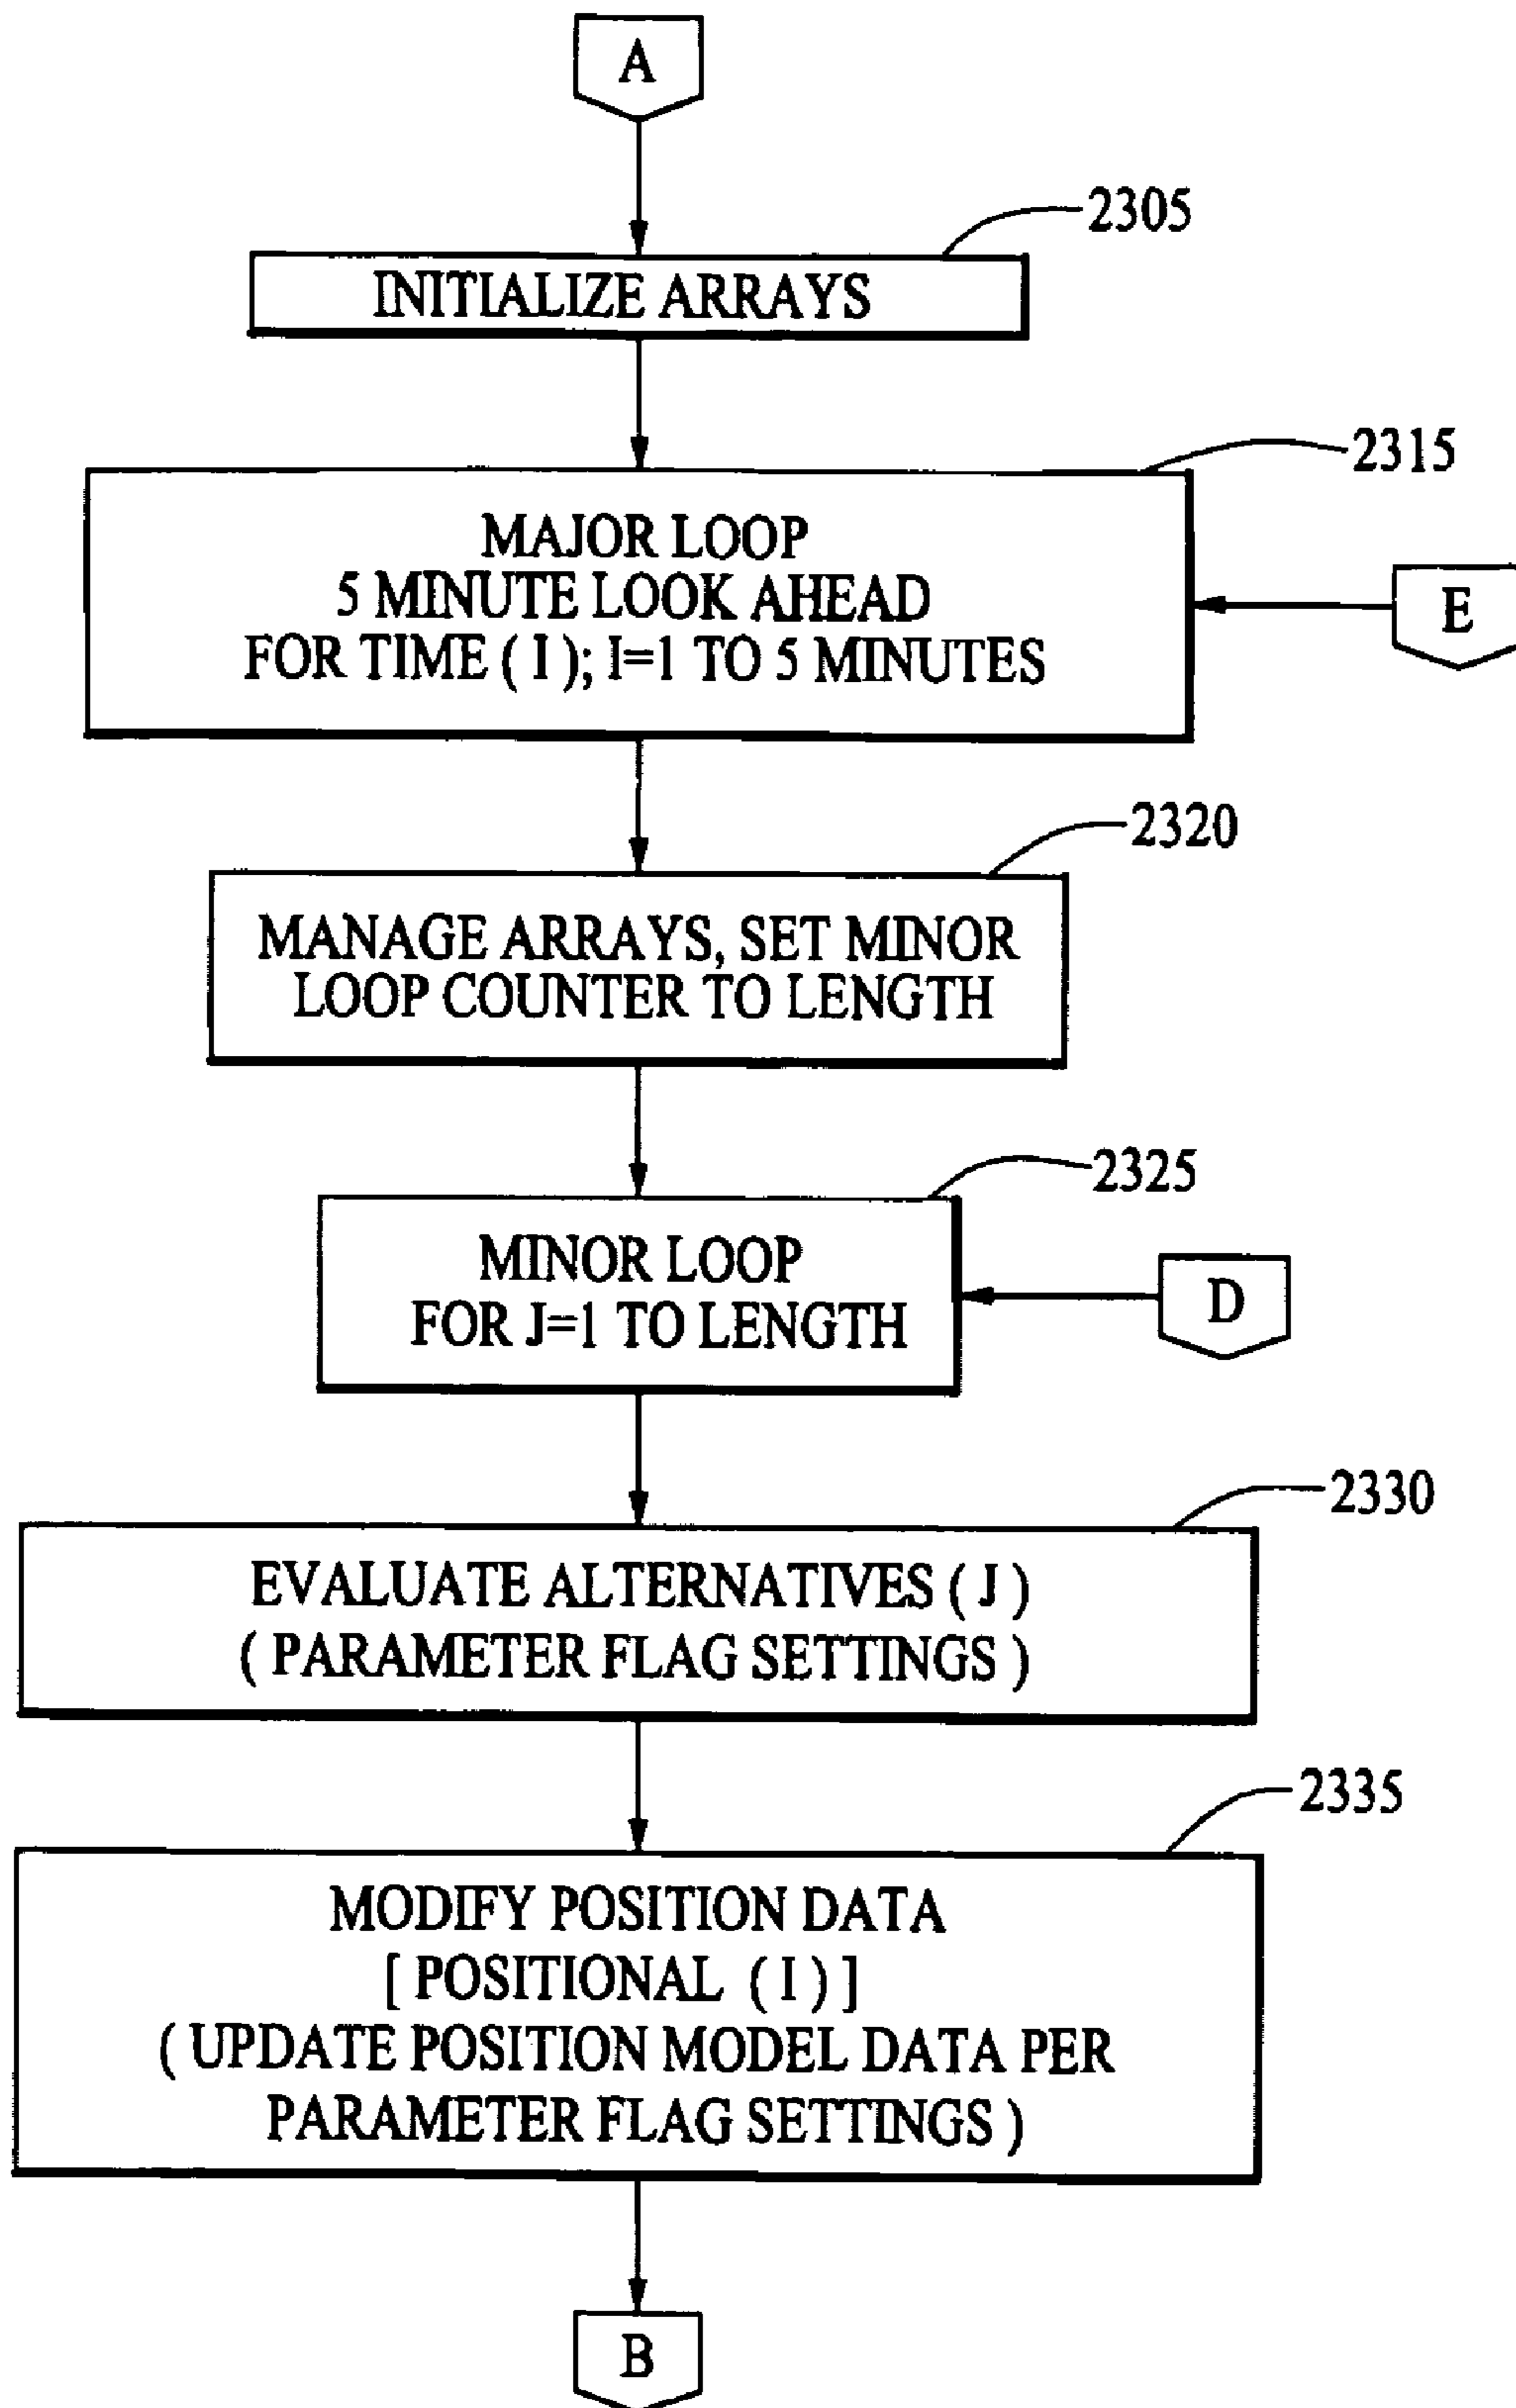 A
2305
INITIALIZE ARRAYS
2315
MAJOR LOOP
5 MINUTE LOOK AHEAD
FOR TIME ( I ); I=1 TO 5 MINUTES
E
2320
MANAGE ARRAYS, SET MINOR
LOOP COUNTER TO LENGTH
2325
MINOR LOOP
FOR J=1 TO LENGTH
D
2330
EVALUATE ALTERNATIVES ( J )
( PARAMETER FLAG SETTINGS )
2335
MODIFY POSITION DATA
[ POSITIONAL ( I ) ]
( UPDATE POSITION MODEL DATA PER
PARAMETER FLAG SETTINGS )
B